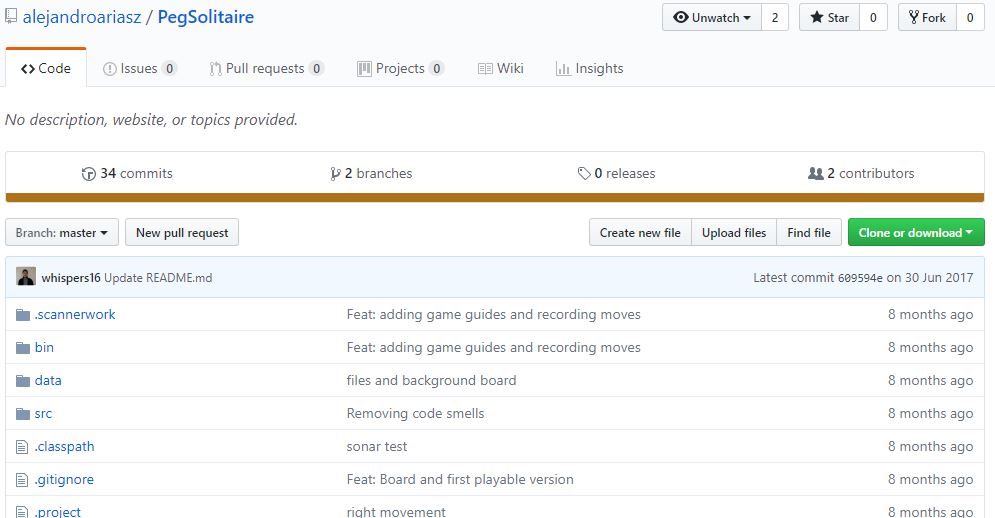 alejandroariasz / PegSolitaire Unwatch 2 Star 0 Fork 0
Code Issues 0 Pull requests 0 Projects 0 Wiki Insights
No description, website, or topics provided.
34 commits 2 branches 0 releases 2 contributors
Branch: master New pull request Create new file Upload files Find file Clone or download
whispers16 Update README.md Latest commit 609594e on 30 Jun 2017
.scannerwork Feat: adding game guides and recording moves 8 months ago
bin Feat: adding game guides and recording moves 8 months ago
data files and background board 8 months ago
src Removing code smells 8 months ago
.classpath sonar test 8 months ago
.gitignore Feat: Board and first playable version 8 months ago
.project right movement 8 months ago